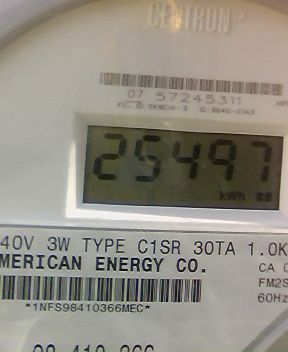 CENTRON®
07 57245311
25497
kWh
40V 3W TYPE C1SR 30TA 1.0K
MERICAN ENERGY CO.
CA 0
FM2S
60Hz
*1NFS98410366MEC*